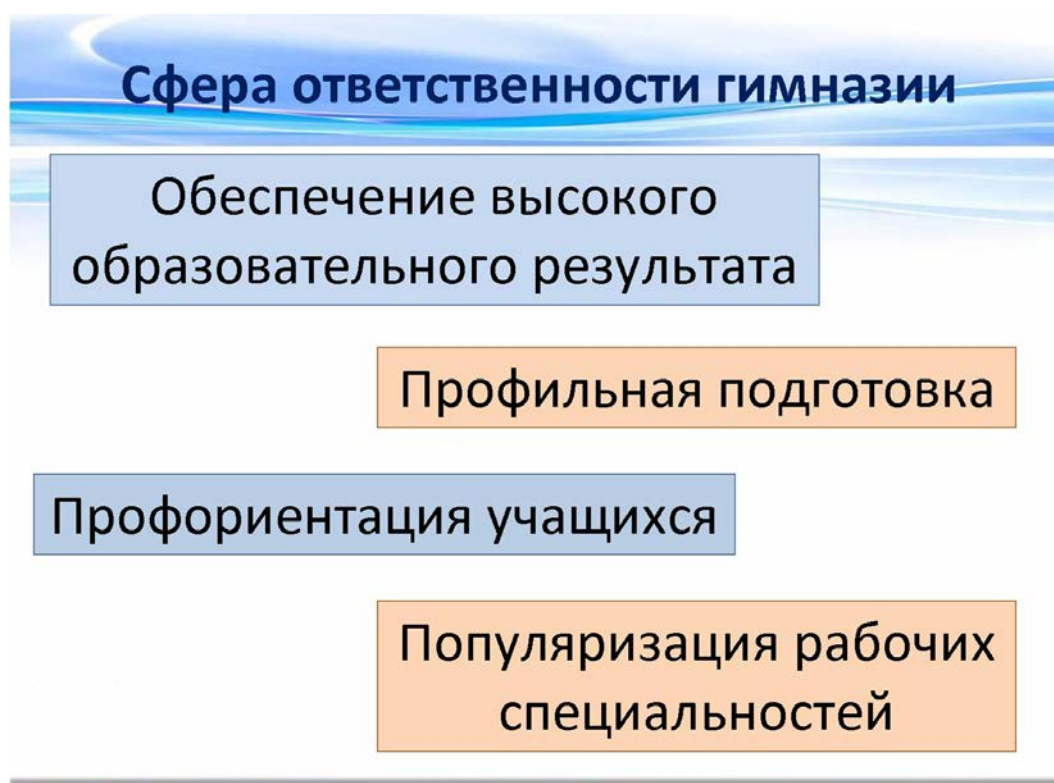 Сфера ответственности гимназии
Обеспечение высокого
образовательного результата
Профильная подготовка
Профориентация учащихся
Популяризация рабочих
специальностей